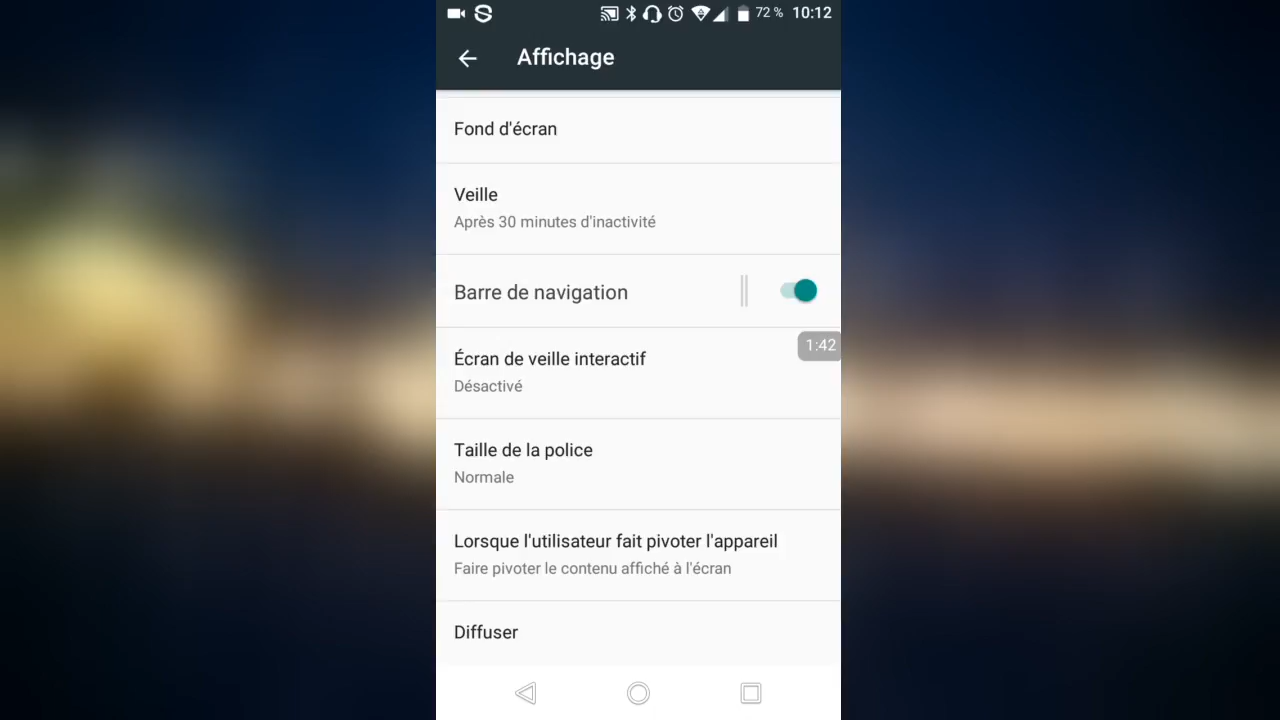 72 % 10:12
Affichage
Fond d'écran
Veille
Après 30 minutes d'inactivité
Barre de navigation
1:42
Écran de veille interactif
Désactivé
Taille de la police
Normale
Lorsque l'utilisateur fait pivoter l'appareil
Faire pivoter le contenu affiché à l'écran
Diffuser